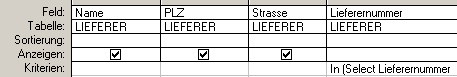 Feld: Name PLZ Strasse Lieferernummer
Tabelle: LIEFERER LIEFERER LIEFERER LIEFERER
Sortierung:
Anzeigen:
Kriterien: In (Select Lieferernummer